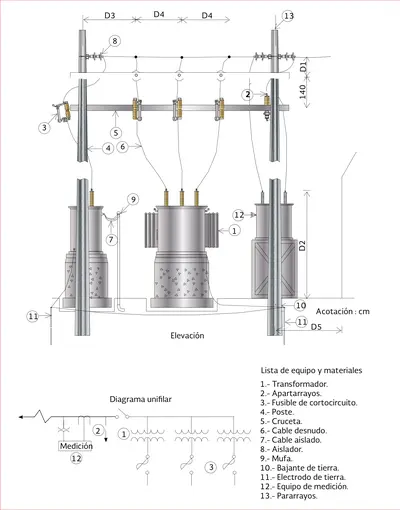 D3
D4
D4
13
8
D1
140
2
3
5
4
6
9
12
1
7
D2
10
11
11
Acotación : cm
D5
Elevación
Lista de equipo y materiales
1.- Transformador.
2.- Apartarrayos.
3.- Fusible de cortocircuito.
4.- Poste.
5.- Cruceta.
6.- Cable desnudo.
7.- Cable aislado.
8.- Aislador.
9.- Mufa.
10.- Bajante de tierra.
11.- Electrodo de tierra.
12.- Equipo de medición.
13.- Pararrayos.
Diagrama unifilar
2
1
Medición
12
3